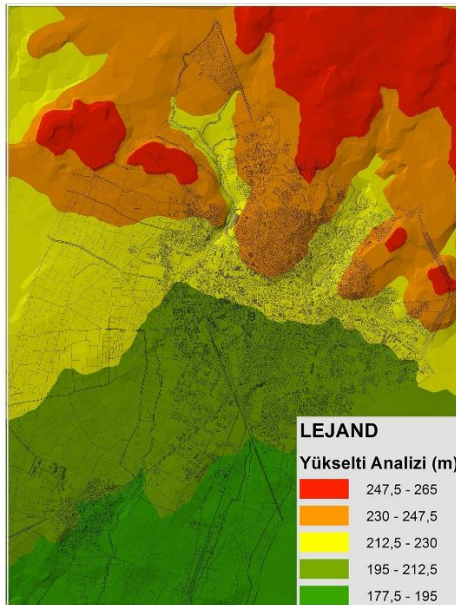 LEJAND
Yükselti Analizi (m)
247,5 - 265
230 - 247,5
212,5 - 230
195 - 212,5
177,5 - 195